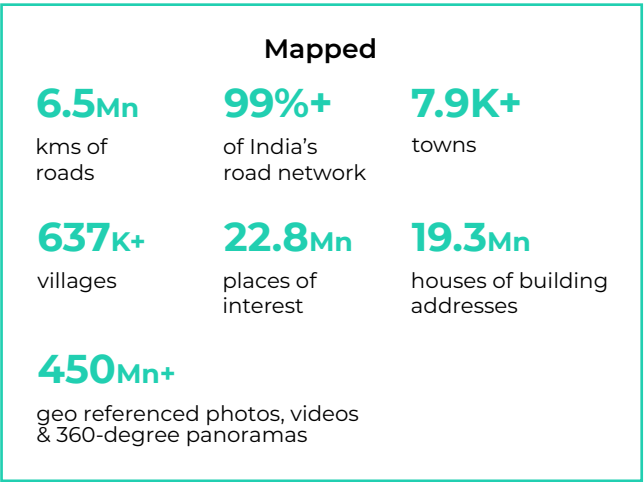 Mapped
6.5Mn
kms of
roads
99%+
of India's
road network
7.9K+
towns
637K+
villages
22.8Mn
places of
interest
19.3Mn
houses of building
addresses
450Mn+
geo referenced photos, videos
& 360-degree panoramas